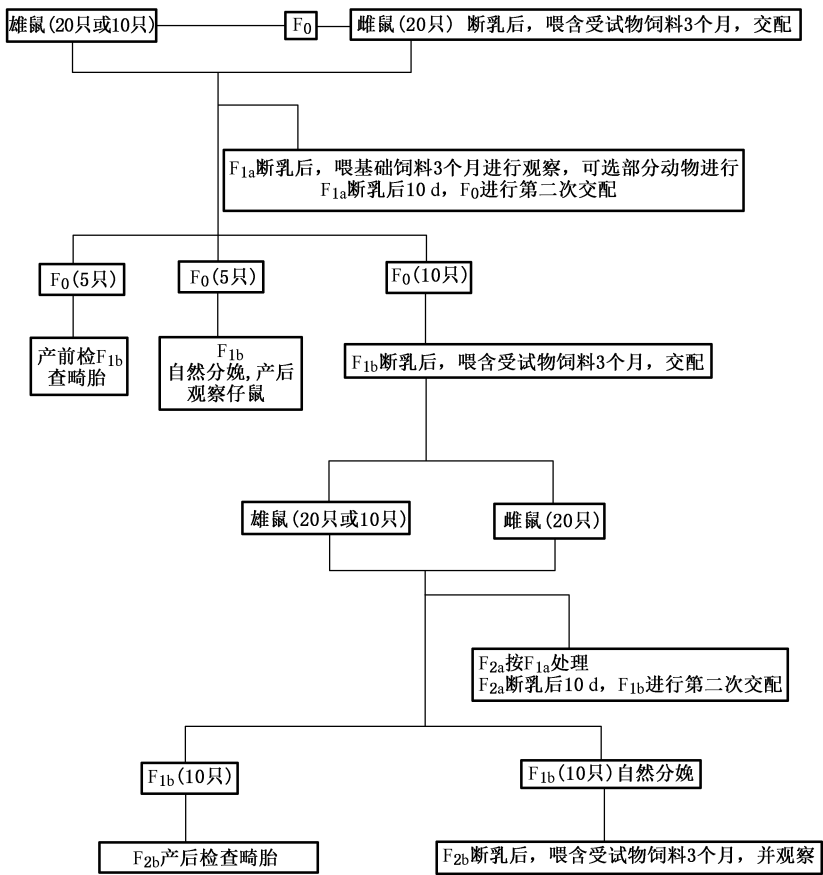 雄鼠(20只或10只)
F₀
雌鼠(20只) 断乳后，喂含受试物饲料3个月，交配
F₁ₐ断乳后，喂基础饲料3个月进行观察，可选部分动物进行
F₁ₐ断乳后10 d，F₀进行第二次交配
F₀(5只)
F₀(5只)
F₀(10只)
产前检F₁b
查畸胎
F₁b
自然分娩,产后
观察仔鼠
F₁b断乳后，喂含受试物饲料3个月，交配
雄鼠(20只或10只)
雌鼠(20只)
F₂ₐ按F₁ₐ处理
F₂ₐ断乳后10 d，F₁b进行第二次交配
F₁b(10只)
F₁b(10只)自然分娩
F₂b产后检查畸胎
F₂b断乳后，喂含受试物饲料3个月，并观察